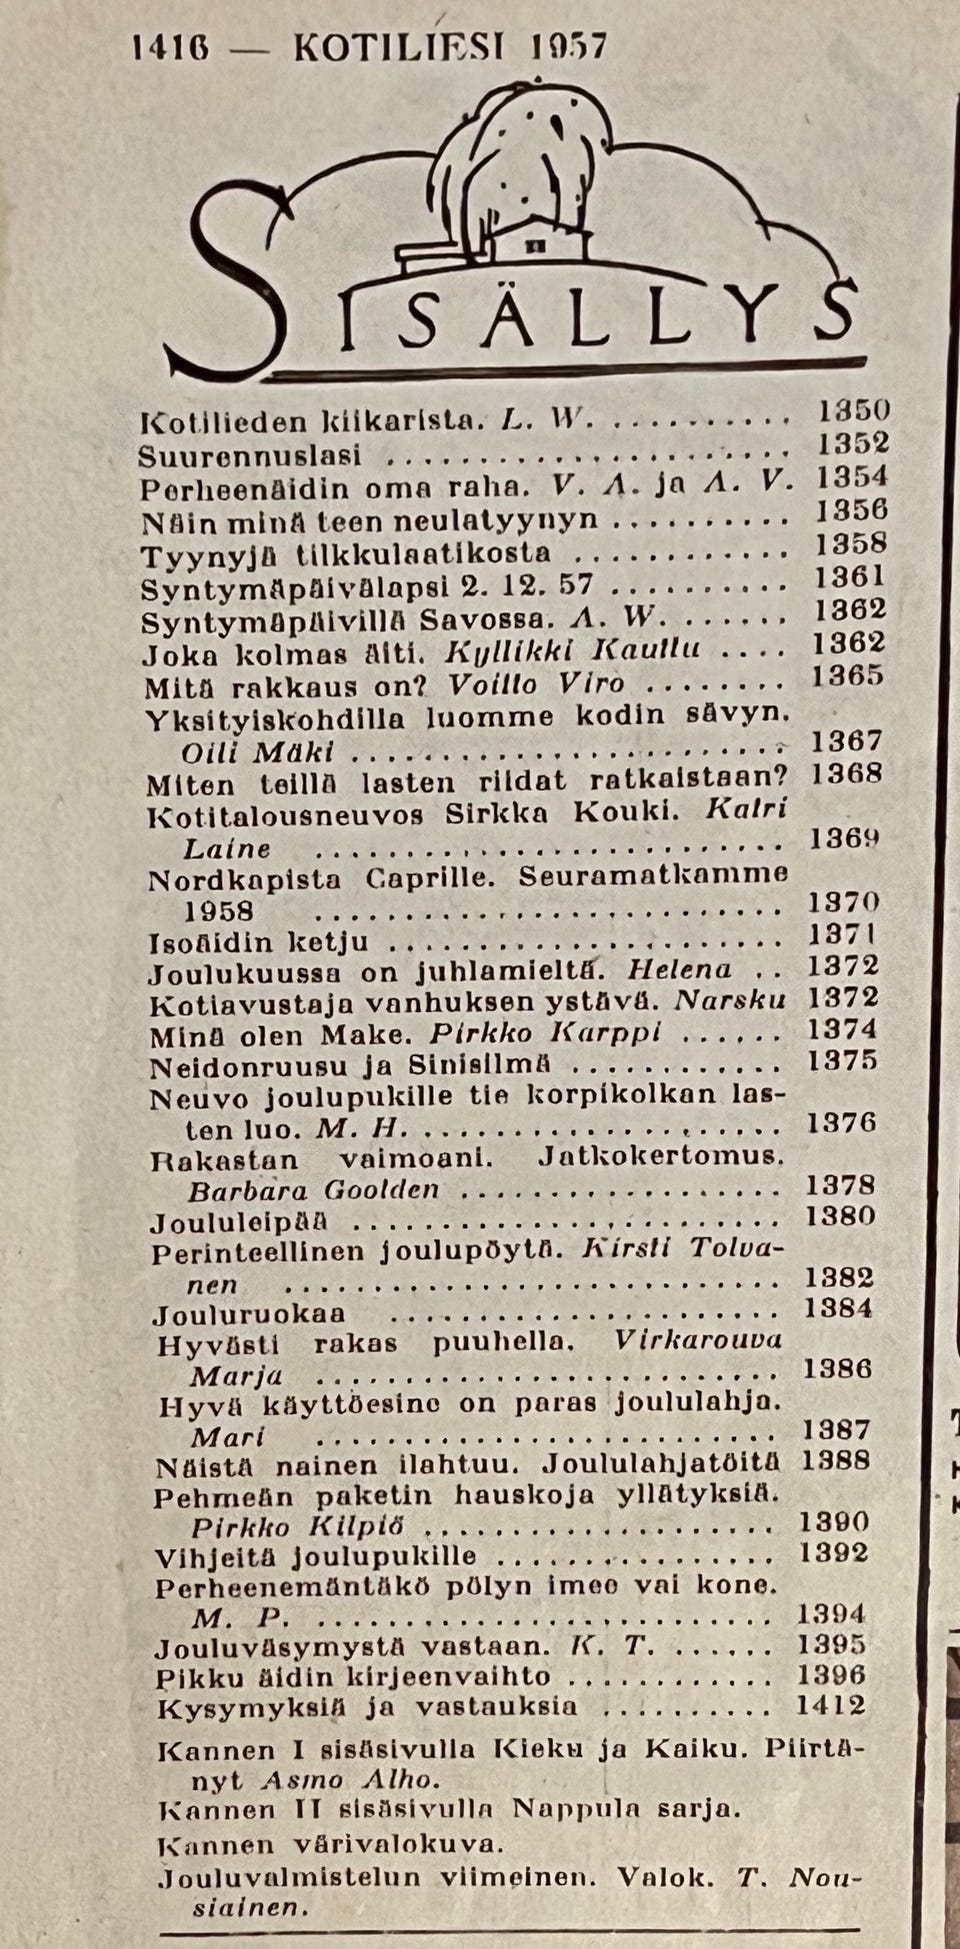 1416 — KOTILIESI 1957
SISÄLLYS
Kotilieden kiikarista. L. W. . . . . . . . . . . 1350
Suurennuslasi . . . . . . . . . . . . . . . . . . . . . . 1352
Perheenäidin oma raha. V. A. ja A. V. 1354
Näin minä teen neulatyynyn . . . . . . . . . . 1356
Tyynyjä tilkkulaatikosta . . . . . . . . . . . . 1358
Syntymäpäivälapsi 2. 12. 57 . . . . . . . . . . 1361
Syntymäpäivillä Savossa. A. W. . . . . . . 1362
Joka kolmas äiti. Kyllikki Kauttu . . . . 1362
Mitä rakkaus on? Voitto Viro . . . . . . . . 1365
Yksityiskohdilla luomme kodin sävyn.
Oili Mäki . . . . . . . . . . . . . . . . . . . . . . . . 1367
Miten teillä lasten riidat ratkaistaan? 1368
Kotitalousneuvos Sirkka Kouki. Katri
Laine . . . . . . . . . . . . . . . . . . . . . . . . . . 1369
Nordkapista Caprille. Seuramatkamme
1958 . . . . . . . . . . . . . . . . . . . . . . . . . . 1370
Isoäidin ketju . . . . . . . . . . . . . . . . . . . . . . 1371
Joulukuussa on juhlamieltä. Helena . . 1372
Kotiavustaja vanhuksen ystävä. Narsku 1372
Minä olen Make. Pirkko Karppi . . . . . . 1374
Neidonruusu ja Sinisilmä . . . . . . . . . . . . 1375
Neuvo joulupukille tie korpikolkan las-
ten luo. M. H. . . . . . . . . . . . . . . . . . . . . . 1376
Rakastan vaimoani. Jatkokertomus.
Barbara Goolden . . . . . . . . . . . . . . . . . . 1378
Joululeipää . . . . . . . . . . . . . . . . . . . . . . . . 1380
Perinteellinen joulupöytä. Kirsti Tolva-
nen . . . . . . . . . . . . . . . . . . . . . . . . . . . . 1382
Jouluruokaa . . . . . . . . . . . . . . . . . . . . . . 1384
Hyvästi rakas puuhella. Virkarouva
Marja . . . . . . . . . . . . . . . . . . . . . . . . . . 1386
Hyvä käyttöesine on paras joululahja.
Mari . . . . . . . . . . . . . . . . . . . . . . . . . . 1387
Näistä nainen ilahtuu. Joululahjatöitä 1388
Pehmeän paketin hauskoja yllätyksiä.
Pirkko Kilpiö . . . . . . . . . . . . . . . . . . . . 1390
Vihjeitä joulupukille . . . . . . . . . . . . . . . . 1392
Perheenemäntäkö pölyn imee vai kone.
M. P. . . . . . . . . . . . . . . . . . . . . . . . . . . 1394
Jouluväsymystä vastaan. K. T. . . . . . . 1395
Pikku äidin kirjeenvaihto . . . . . . . . . . . . 1396
Kysymyksiä ja vastauksia . . . . . . . . . . 1412
Kannen I sisäsivulla Kieku ja Kaiku. Piirtä-
nyt Asmo Alho.
Kannen II sisäsivulla Nappula sarja.
Kannen värivalokuva.
Jouluvalmistelun viimeinen. Valok. T. Nou-
siainen.